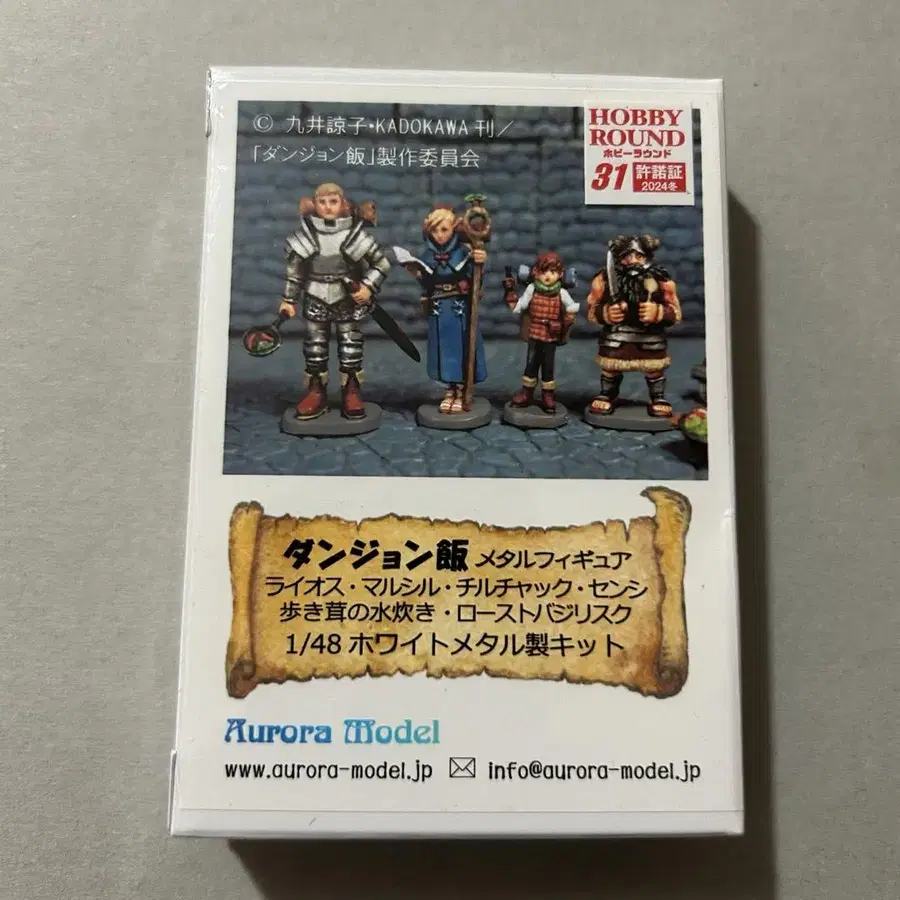 © 九井諒子・KADOKAWA 刊／
「ダンジョン飯」製作委員会
HOBBY
ROUND
ホビーラウンド
31 許諾証
2024冬
ダンジョン飯 メタルフィギュア
ライオス・マルシル・チルチャック・センシ
歩き茸の水炊き・ローストバジリスク
1/48 ホワイトメタル製キット
Aurora Model
www.aurora-model.jp ✉ info@aurora-model.jp